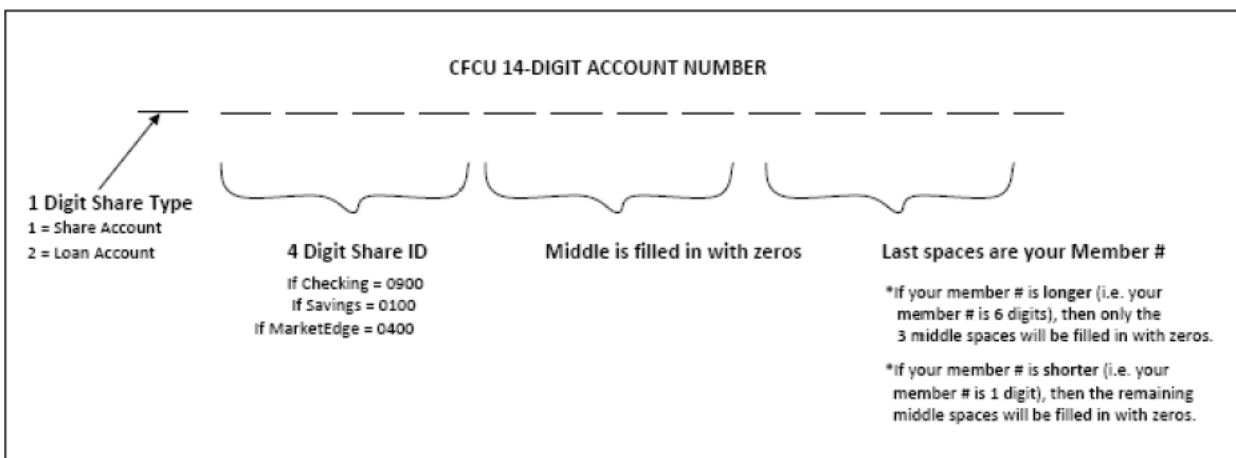 CFCU 14-DIGIT ACCOUNT NUMBER
1 Digit Share Type
1 = Share Account
2 = Loan Account
4 Digit Share ID
If Checking = 0900
If Savings = 0100
If MarketEdge = 0400
Middle is filled in with zeros
Last spaces are your Member #
*If your member # is longer (i.e. your
member # is 6 digits), then only the
3 middle spaces will be filled in with zeros.
*If your member # is shorter (i.e. your
member # is 1 digit), then the remaining
middle spaces will be filled in with zeros.